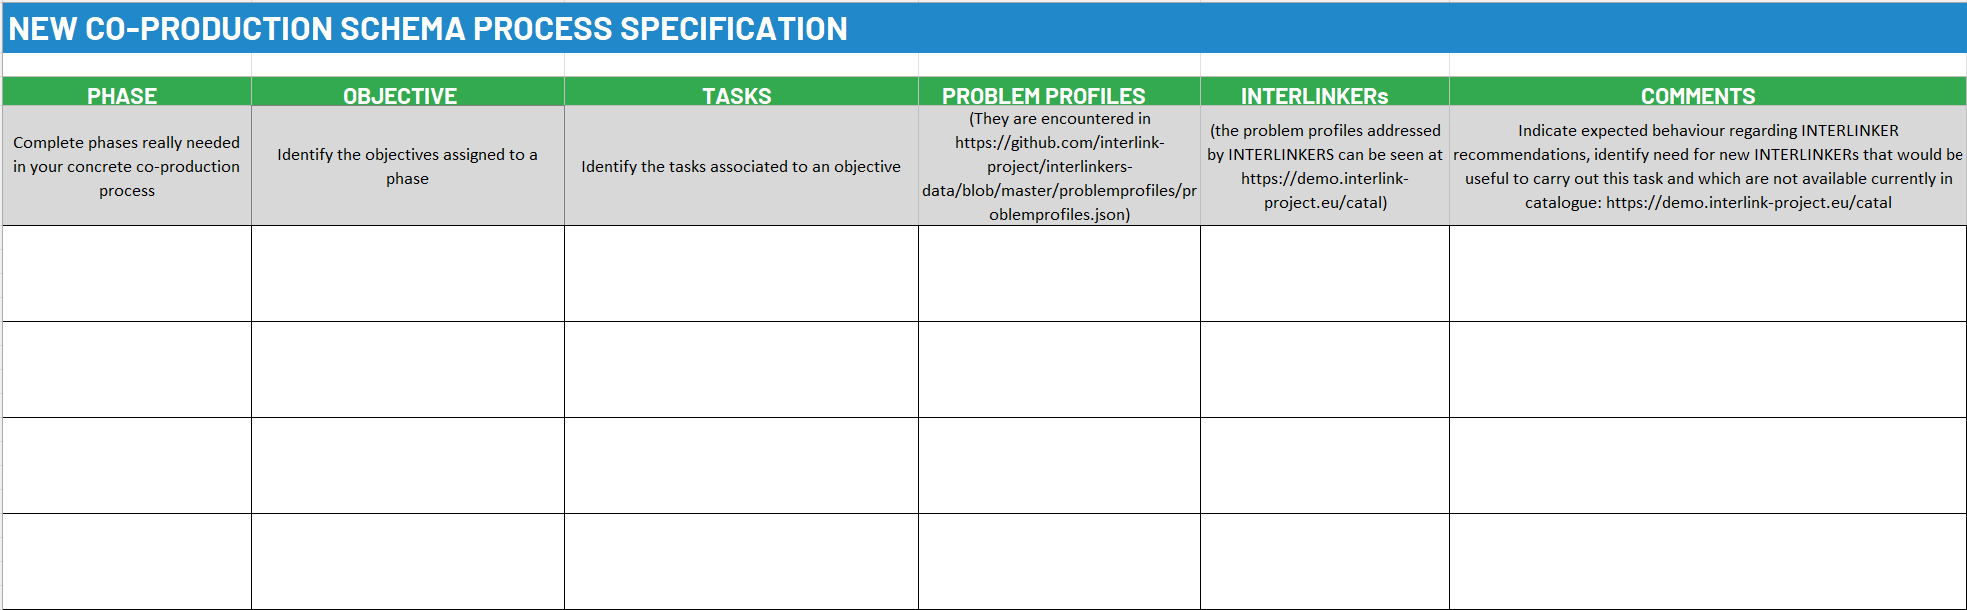 NEW CO-PRODUCTION SCHEMA PROCESS SPECIFICATION
PHASE
OBJECTIVE
TASKS
PROBLEM PROFILES
INTERLINKERs
COMMENTS
Complete phases really needed
in your concrete co-production
process
Identify the objectives assigned to a
phase
Identify the tasks associated to an objective
(They are encountered in
https://github.com/interlink-
project/interlinkers-
data/blob/master/problemprofiles/pr
oblemprofiles.json)
(the problem profiles addressed
by INTERLINKERS can be seen at
https://demo.interlink-
project.eu/catal)
Indicate expected behaviour regarding INTERLINKER
recommendations, identify need for new INTERLINKERs that would be
useful to carry out this task and which are not available currently in
catalogue: https://demo.interlink-project.eu/catal